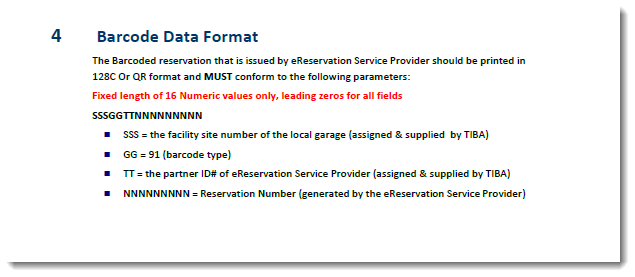 4 Barcode Data Format
The Barcoded reservation that is issued by eReservation Service Provider should be printed in
128C Or QR format and MUST conform to the following parameters:
Fixed length of 16 Numeric values only, leading zeros for all fields
SSSGGTTNNNNNNNNN
▪ SSS = the facility site number of the local garage (assigned & supplied by TIBA)
▪ GG = 91 (barcode type)
▪ TT = the partner ID# of eReservation Service Provider (assigned & supplied by TIBA)
▪ NNNNNNNNN = Reservation Number (generated by the eReservation Service Provider)